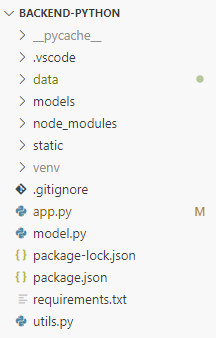 BACKEND-PYTHON
__pycache__
.vscode
data
models
node_modules
static
venv
.gitignore
app.py M
model.py
package-lock.json
package.json
requirements.txt
utils.py